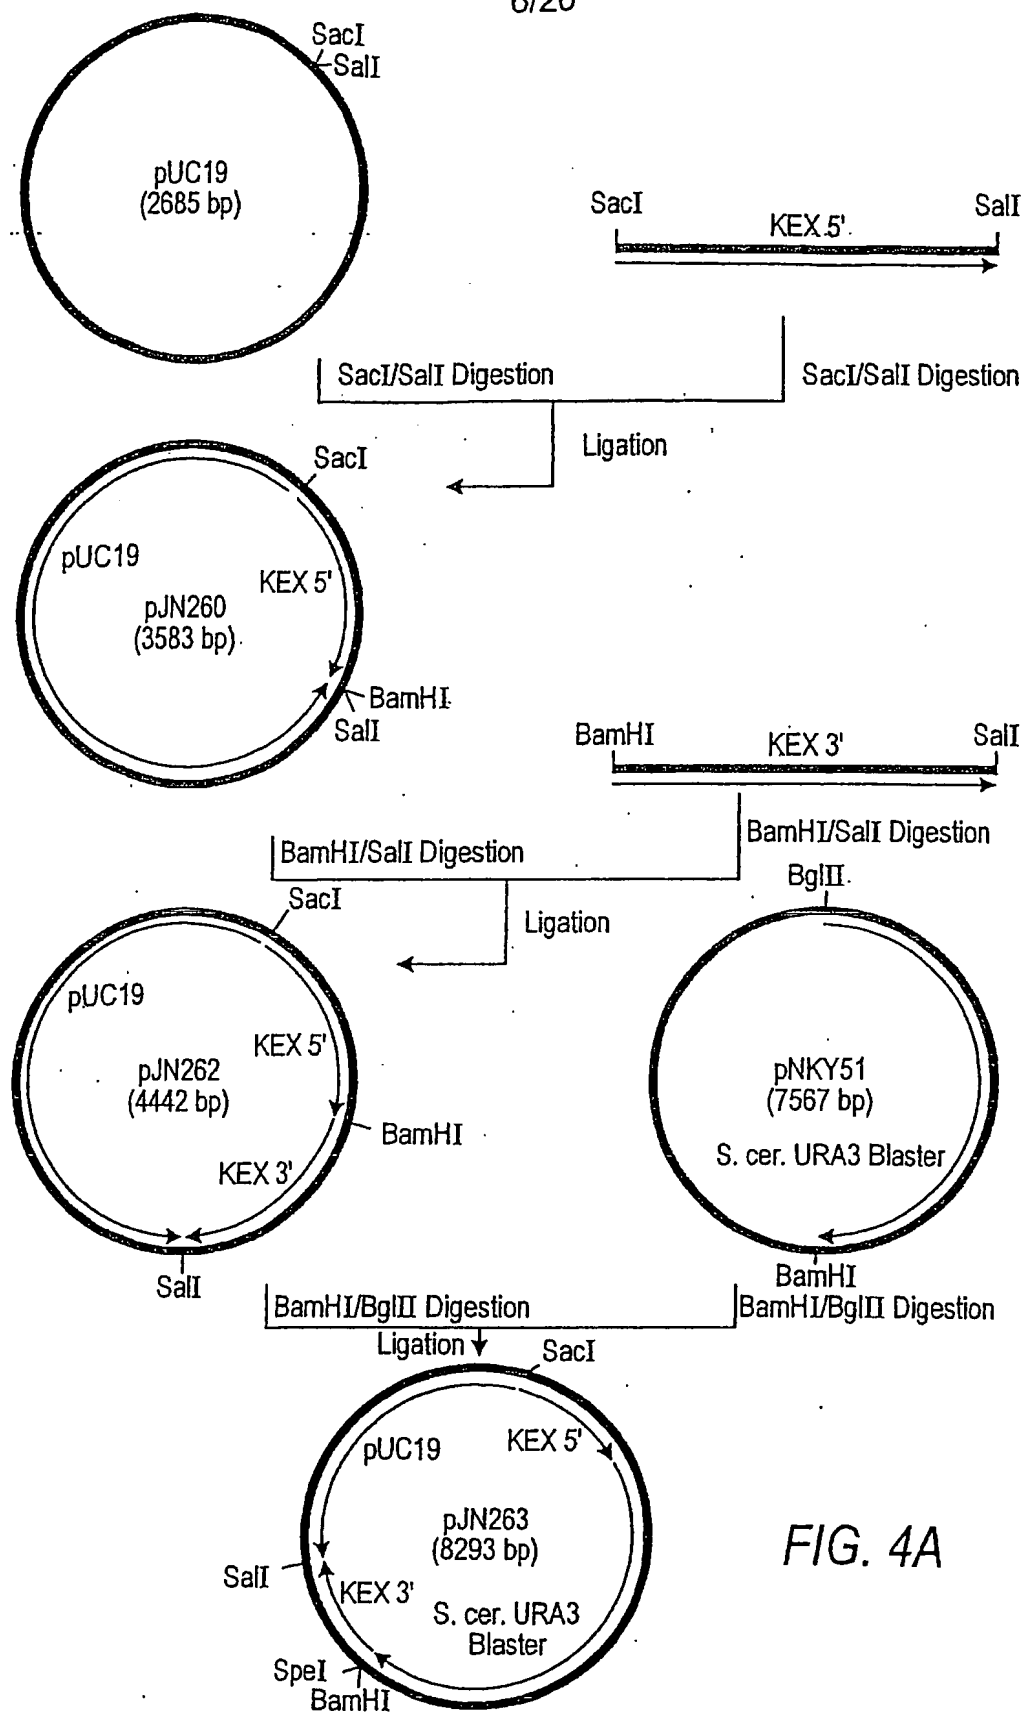 6/20
SacI
SalI
pUC19
(2685 bp)
SacI
KEX 5'
SalI
SacI/SalI Digestion
SacI/SalI Digestion
Ligation
SacI
pUC19
KEX 5'
pJN260
(3583 bp)
BamHI
SalI
BamHI
KEX 3'
SalI
BamHI/SalI Digestion
BamHI/SalI Digestion
Ligation
SacI
pUC19
KEX 5'
pJN262
(4442 bp)
BamHI
KEX 3'
SalI
BglII
pNKY51
(7567 bp)
S. cer. URA3 Blaster
BamHI
BamHI/BglII Digestion
BamHI/BglII Digestion
Ligation
SacI
pUC19
KEX 5'
pJN263
(8293 bp)
SalI
KEX 3'
S. cer. URA3
Blaster
SpeI
BamHI
FIG. 4A